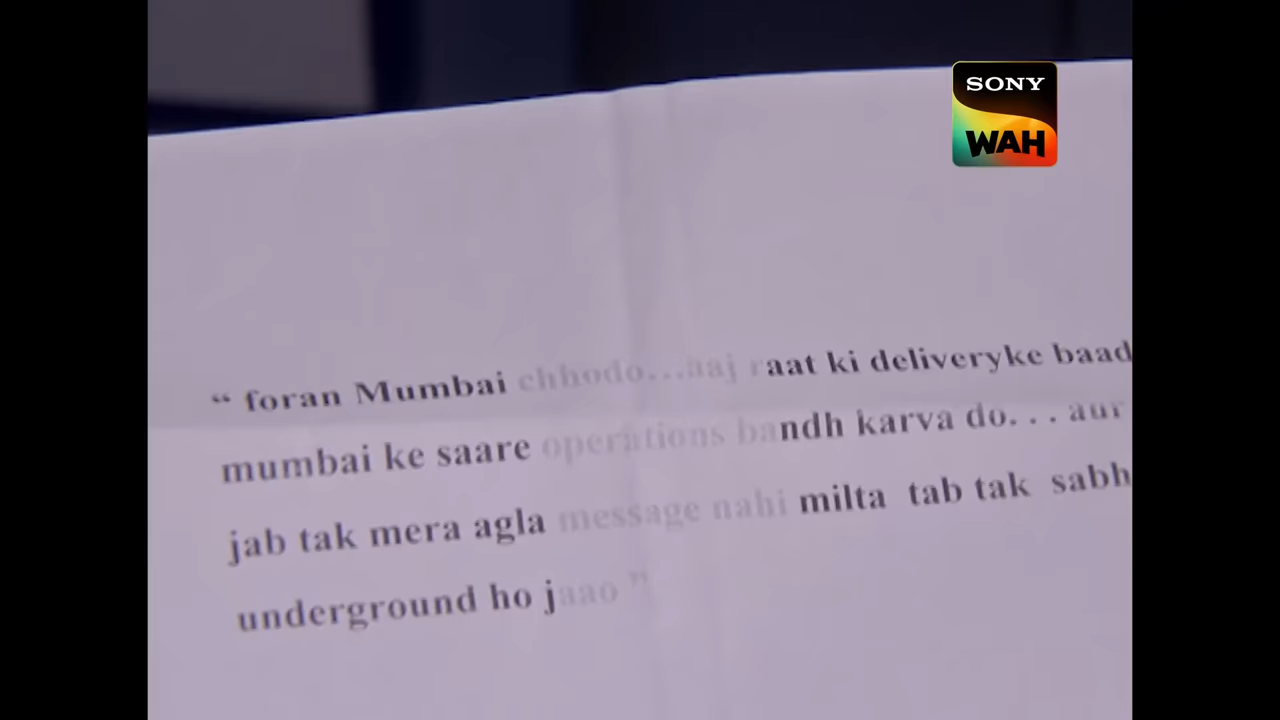 SONY
WAH
“ foran Mumbai chhodo...aaj raat ki deliveryke baad
mumbai ke saare operations bandh karva do. . . aur
jab tak mera agla message nahi milta tab tak sabh
underground ho jaao ”